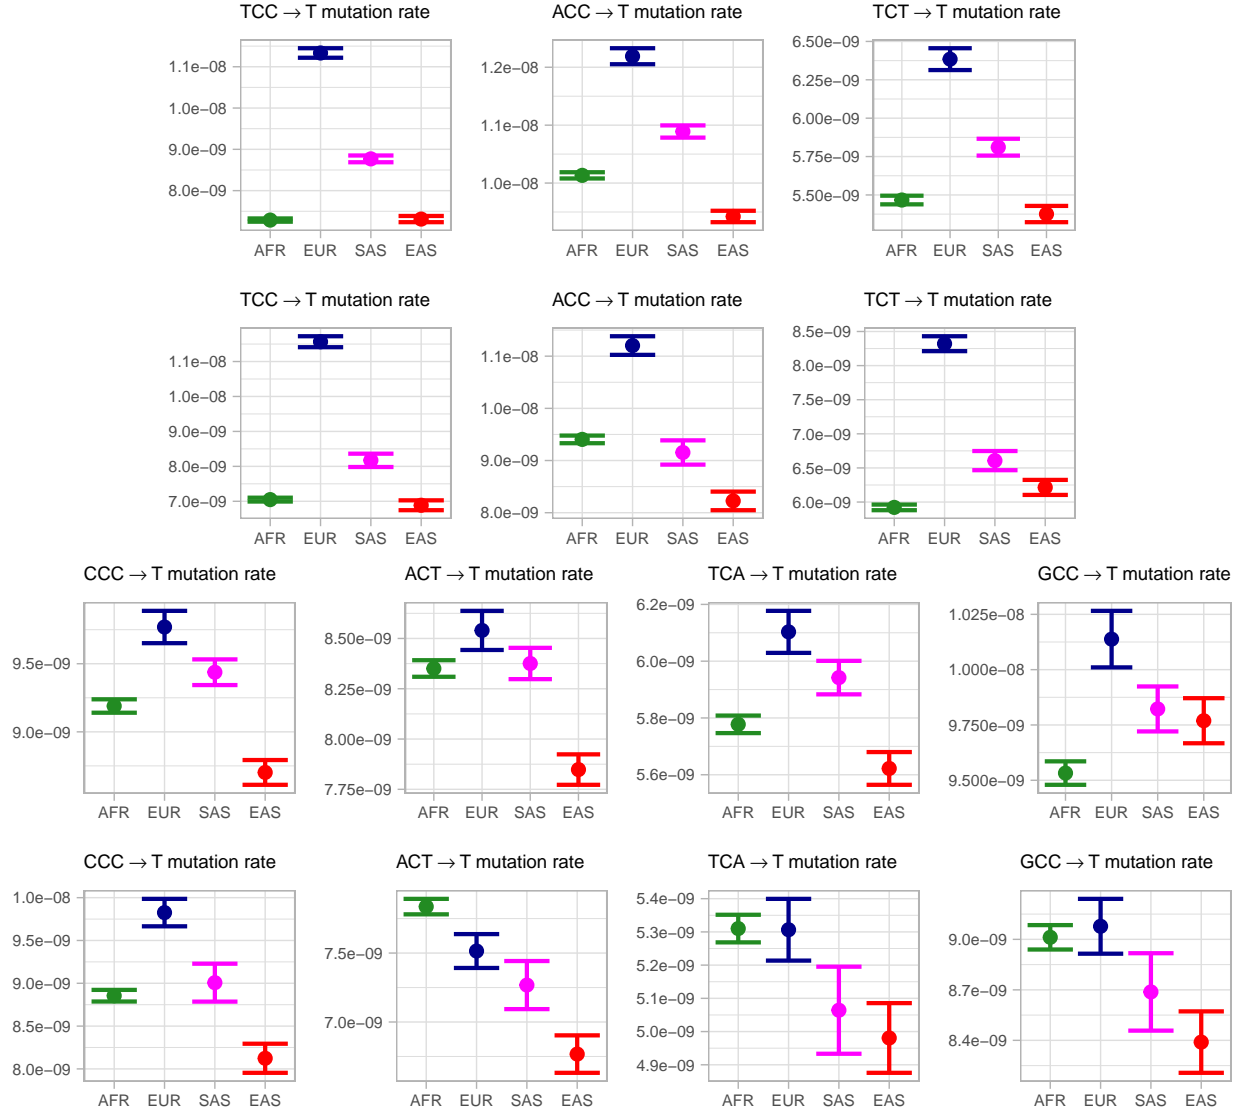 TCC → T mutation rate ACC → T mutation rate TCT → T mutation rate
1.1e−08
1.0e−08
9.0e−09
8.0e−09
AFR EUR SAS EAS
1.2e−08
1.1e−08
1.0e−08
AFR EUR SAS EAS
6.50e−09
6.25e−09
6.00e−09
5.75e−09
5.50e−09
AFR EUR SAS EAS
TCC → T mutation rate ACC → T mutation rate TCT → T mutation rate
1.1e−08
1.0e−08
9.0e−09
8.0e−09
7.0e−09
AFR EUR SAS EAS
1.1e−08
1.0e−08
9.0e−09
8.0e−09
AFR EUR SAS EAS
8.5e−09
8.0e−09
7.5e−09
7.0e−09
6.5e−09
6.0e−09
AFR EUR SAS EAS
CCC → T mutation rate ACT → T mutation rate TCA → T mutation rate GCC → T mutation rate
9.5e−09
9.0e−09
AFR EUR SAS EAS
8.50e−09
8.25e−09
8.00e−09
7.75e−09
AFR EUR SAS EAS
6.2e−09
6.0e−09
5.8e−09
5.6e−09
AFR EUR SAS EAS
1.025e−08
1.000e−08
9.750e−09
9.500e−09
AFR EUR SAS EAS
CCC → T mutation rate ACT → T mutation rate TCA → T mutation rate GCC → T mutation rate
1.0e−08
9.5e−09
9.0e−09
8.5e−09
8.0e−09
AFR EUR SAS EAS
7.5e−09
7.0e−09
AFR EUR SAS EAS
5.4e−09
5.3e−09
5.2e−09
5.1e−09
5.0e−09
4.9e−09
AFR EUR SAS EAS
9.0e−09
8.7e−09
8.4e−09
AFR EUR SAS EAS